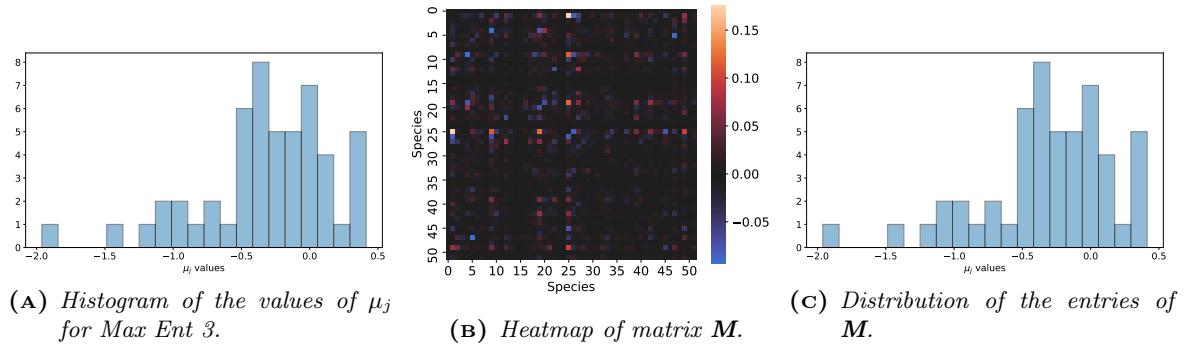 8
7
6
5
4
3
2
1
0
−2.0 −1.5 −1.0 −0.5 0.0 0.5
μj values
(A) Histogram of the values of μj
for Max Ent 3.
Species
0
5
10
15
20
25
30
35
40
45
50
0 5 10 15 20 25 30 35 40 45 50
Species
0.15
0.10
0.05
0.00
−0.05
(B) Heatmap of matrix M.
8
7
6
5
4
3
2
1
0
−2.0 −1.5 −1.0 −0.5 0.0 0.5
μj values
(C) Distribution of the entries of
M.